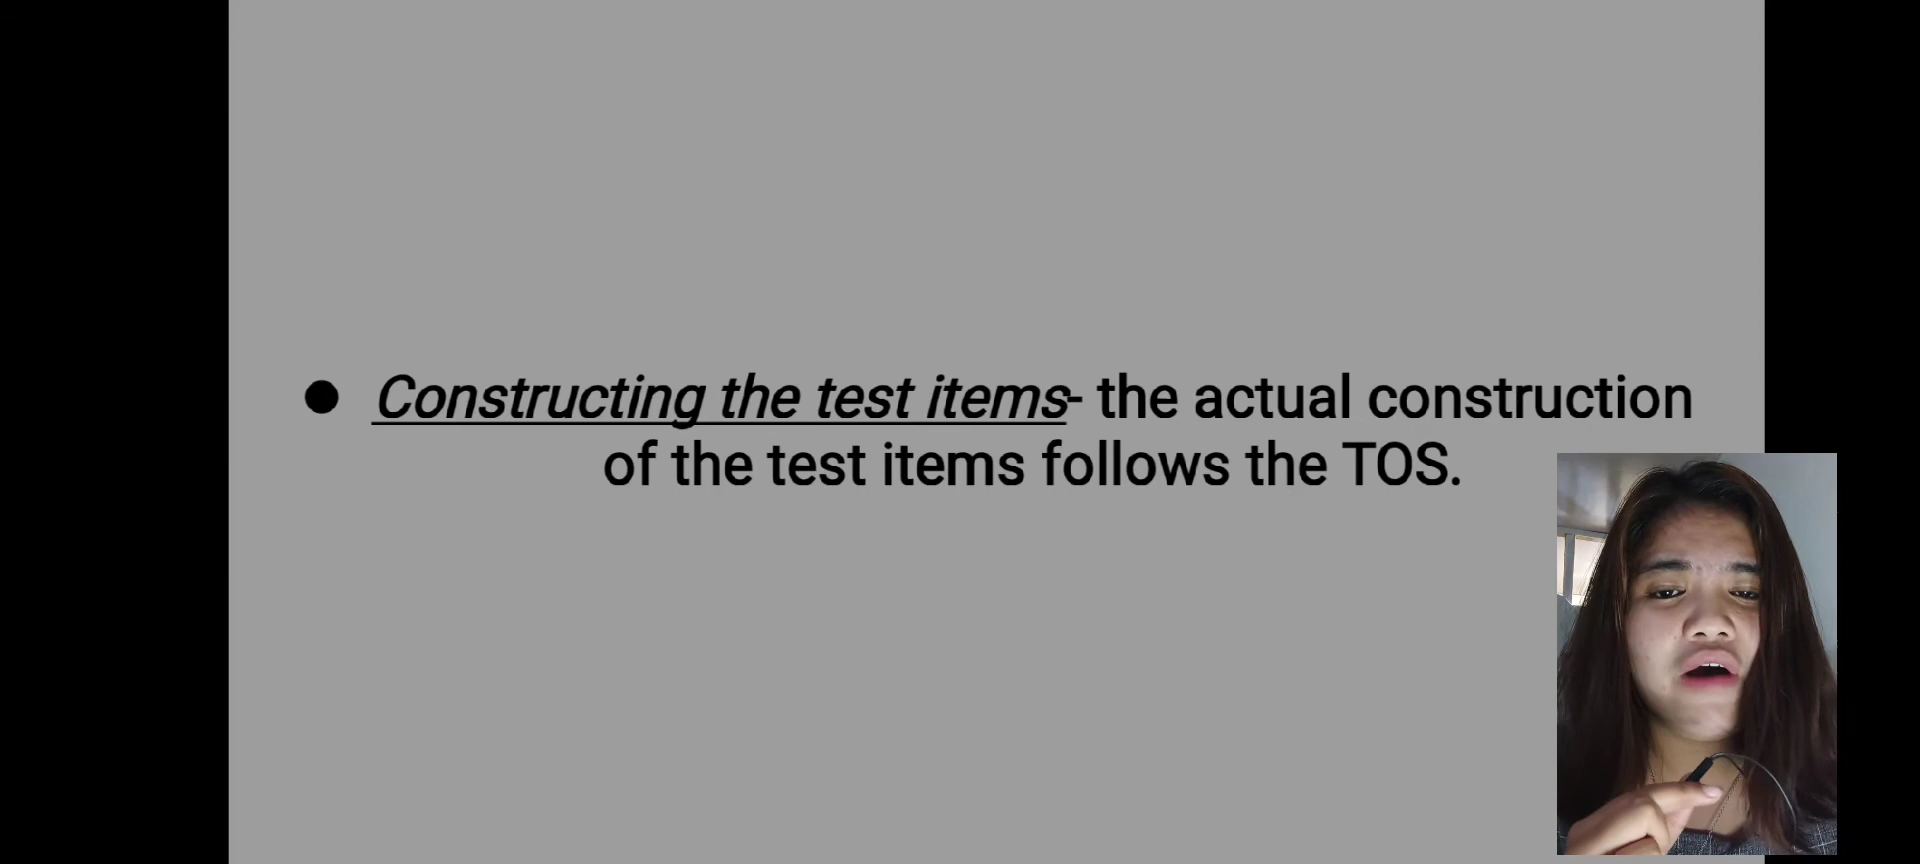 ● Constructing the test items- the actual construction
of the test items follows the TOS.